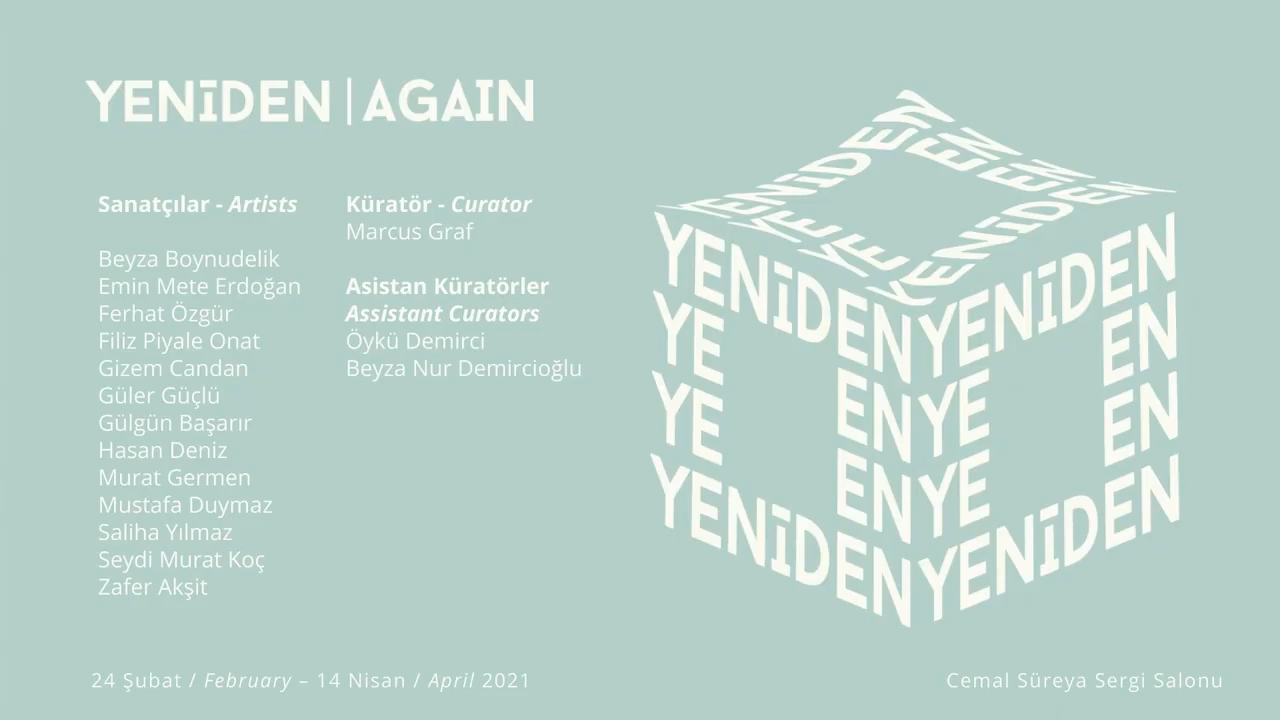 YENİDEN | AGAIN
Sanatçılar - Artists
Beyza Boynudelik
Emin Mete Erdoğan
Ferhat Özgür
Filiz Piyale Onat
Gizem Candan
Güler Güçlü
Gülgün Başarır
Hasan Deniz
Murat Germen
Mustafa Duymaz
Saliha Yılmaz
Seydi Murat Koç
Zafer Akşit
Küratör - Curator
Marcus Graf
Asistan Küratörler
Assistant Curators
Öykü Demirci
Beyza Nur Demircioğlu
YENİDEN
YE EN
YE EN
YENİDEN
YENİDEN
YE EN
YE EN
YENİDEN
YENİDEN
YE EN
YE EN
YENİDEN
24 Şubat / February – 14 Nisan / April 2021
Cemal Süreya Sergi Salonu